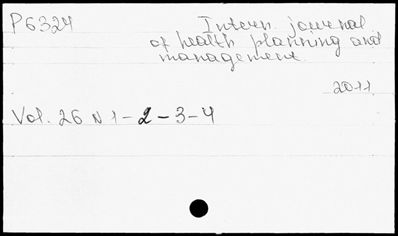 P6324 Intern. journal
of health planning and
management.
2011
Vol. 26 N 1-2-3-4